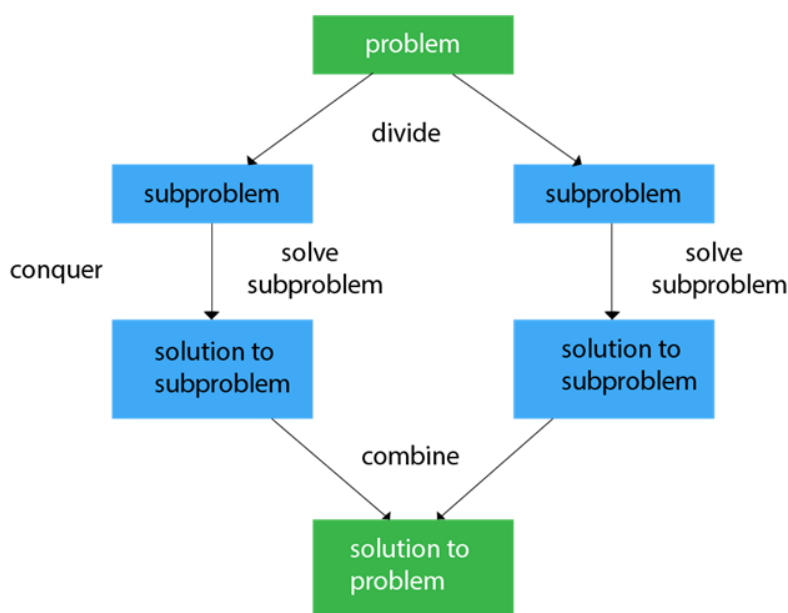 problem
divide
subproblem
subproblem
conquer
solve
subproblem
solve
subproblem
solution to
subproblem
solution to
subproblem
combine
solution to
problem